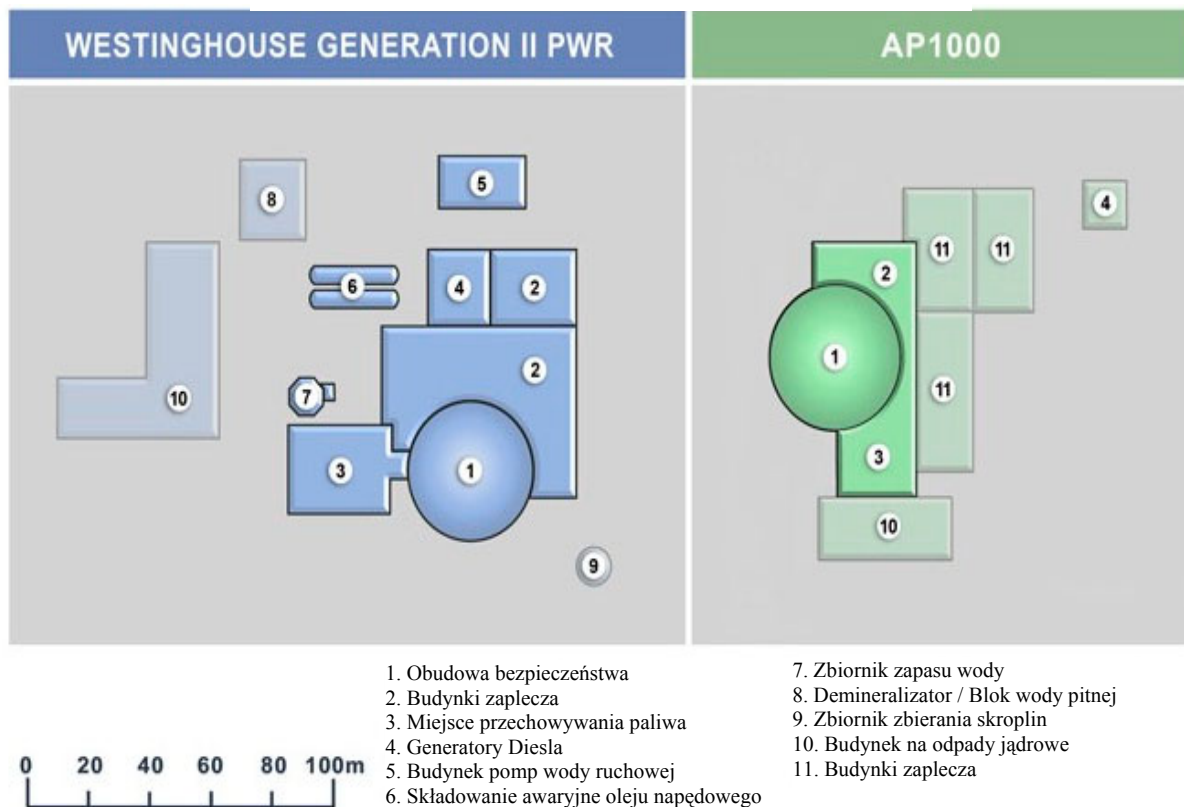 WESTINGHOUSE GENERATION II PWR
AP1000
8
5
6
4
2
2
10
7
3
1
9
4
11
11
2
1
11
3
10
1. Obudowa bezpieczeństwa
2. Budynki zaplecza
3. Miejsce przechowywania paliwa
4. Generatory Diesla
5. Budynek pomp wody ruchowej
6. Składowanie awaryjne oleju napędowego
7. Zbiornik zapasu wody
8. Demineralizator / Blok wody pitnej
9. Zbiornik zbierania skroplin
10. Budynek na odpady jądrowe
11. Budynki zaplecza
0 20 40 60 80 100m